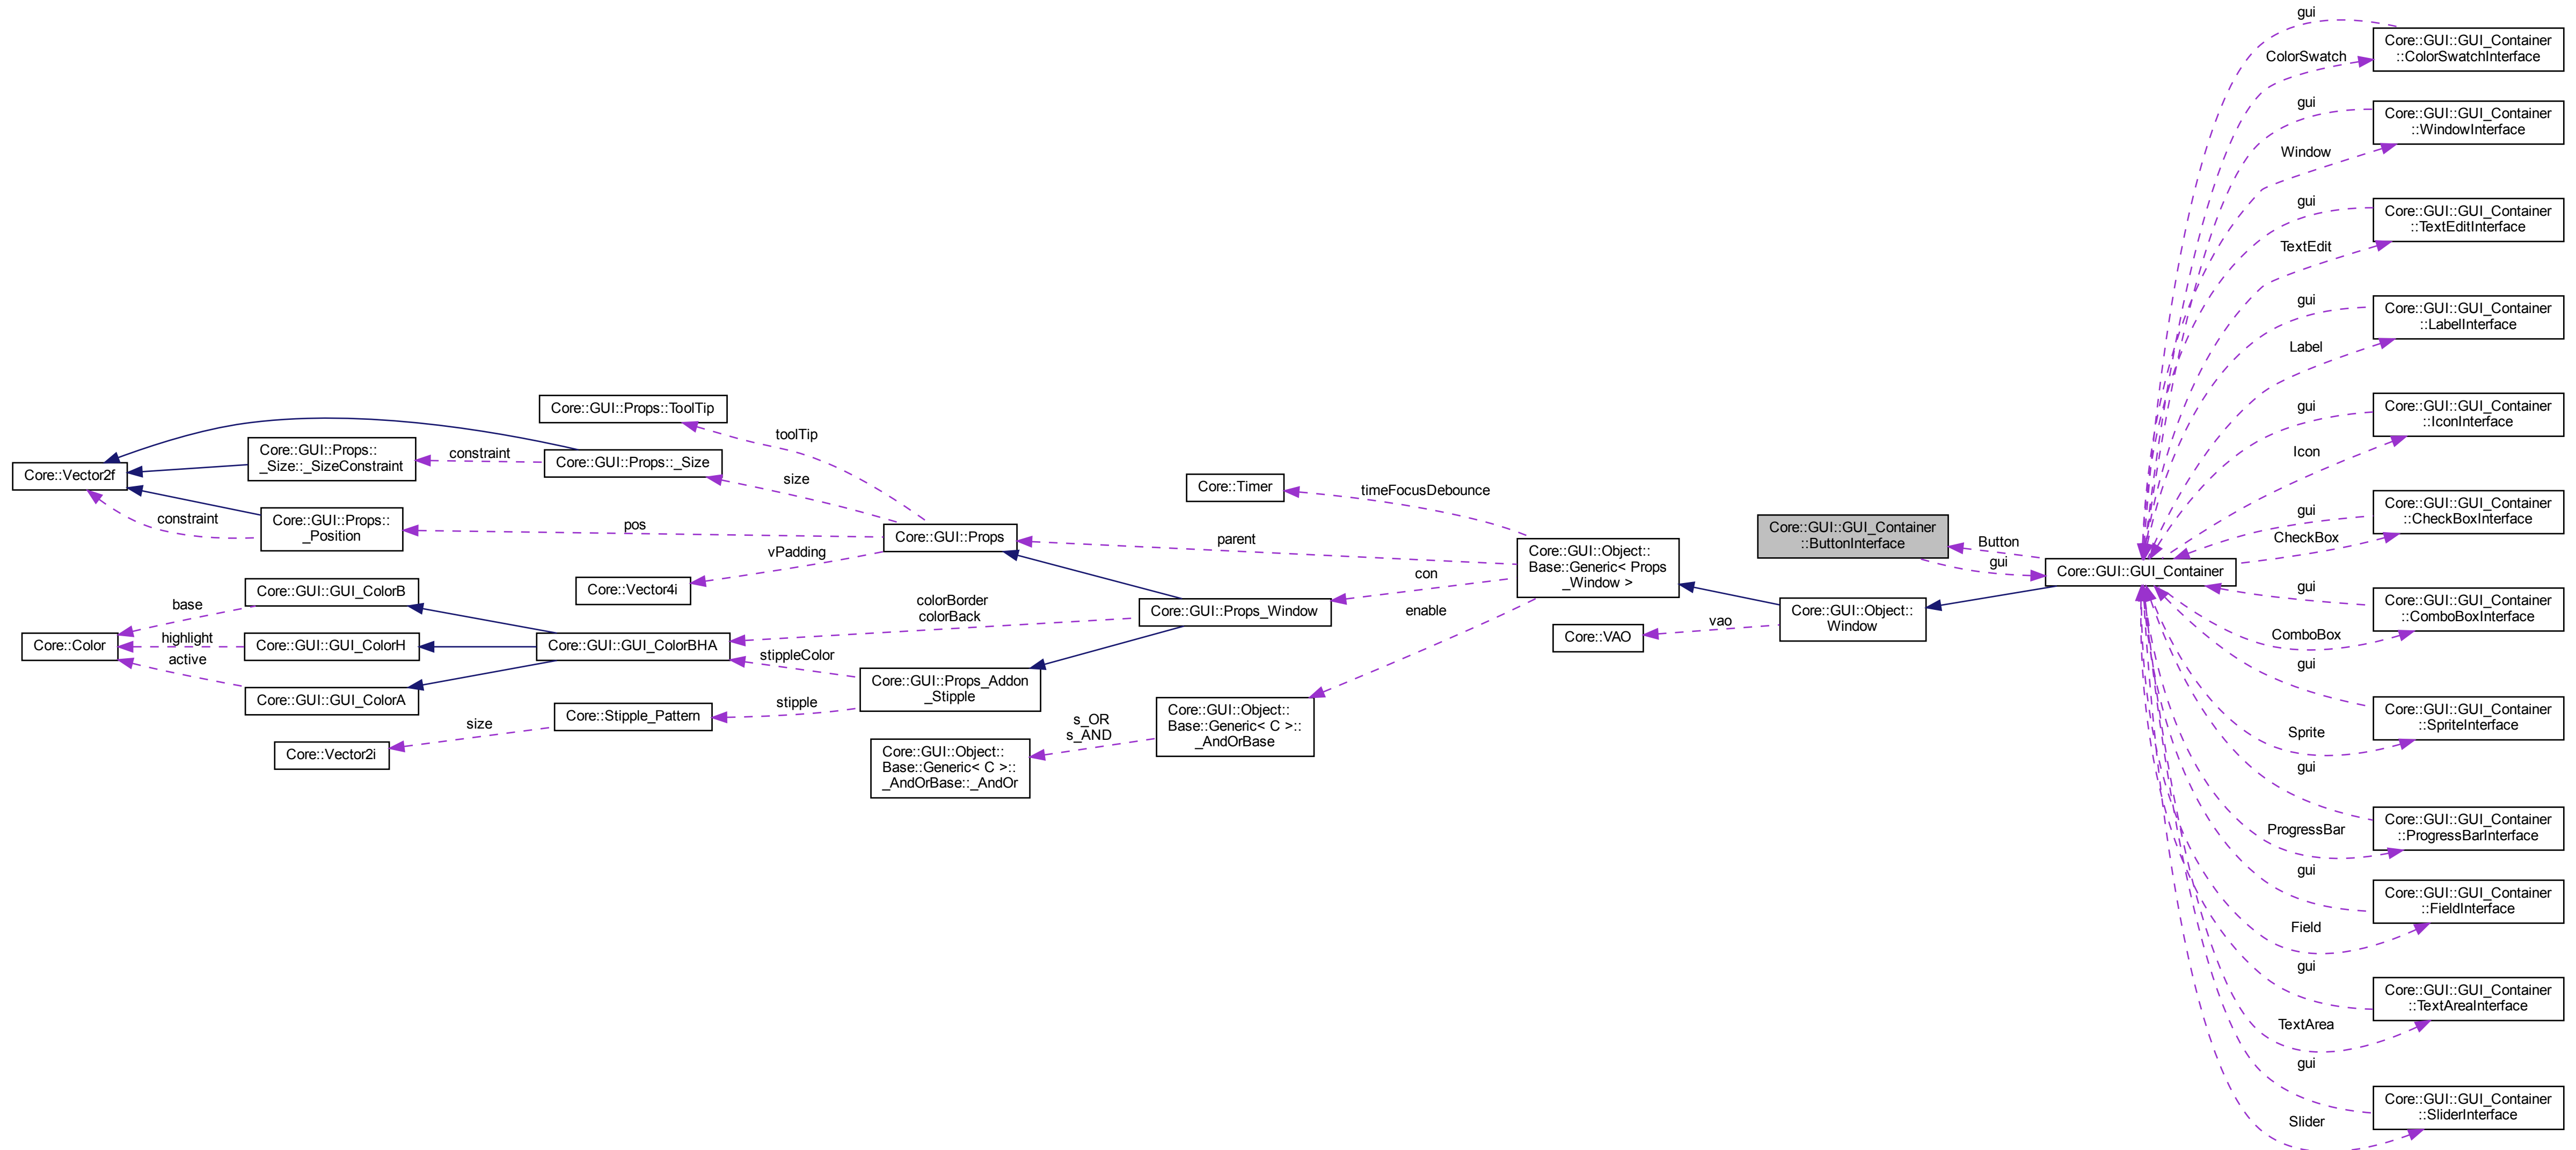 gui
Core::GUI::GUI_Container
::ColorSwatchInterface
ColorSwatch
gui
Core::GUI::GUI_Container
::WindowInterface
Window
gui
Core::GUI::GUI_Container
::TextEditInterface
TextEdit
gui
Core::GUI::GUI_Container
::LabelInterface
Label
gui
Core::GUI::GUI_Container
::IconInterface
Icon
gui
Core::GUI::GUI_Container
::CheckBoxInterface
CheckBox
gui
Core::GUI::GUI_Container
::ComboBoxInterface
ComboBox
gui
Core::GUI::GUI_Container
::SpriteInterface
Sprite
gui
Core::GUI::GUI_Container
::ProgressBarInterface
ProgressBar
gui
Core::GUI::GUI_Container
::FieldInterface
Field
gui
Core::GUI::GUI_Container
::TextAreaInterface
TextArea
gui
Core::GUI::GUI_Container
::SliderInterface
Slider
Core::GUI::GUI_Container
Button
gui
Core::GUI::GUI_Container
::ButtonInterface
Core::GUI::Object::
Window
vao
Core::VAO
Core::GUI::Object::
Base::Generic< Props
_Window >
timeFocusDebounce
parent
con
enable
Core::Timer
Core::GUI::Props_Window
Core::GUI::Object::
Base::Generic< C >::
_AndOrBase
s_OR
s_AND
Core::GUI::Object::
Base::Generic< C >::
_AndOrBase::_AndOr
Core::GUI::Props
colorBorder
colorBack
Core::GUI::Props_Addon
_Stipple
stippleColor
stipple
toolTip
size
pos
vPadding
Core::GUI::Props::ToolTip
Core::GUI::Props::_Size
Core::Vector4i
Core::GUI::GUI_ColorBHA
Core::Stipple_Pattern
size
Core::Vector2i
constraint
Core::GUI::Props::
_Size::_SizeConstraint
Core::GUI::Props::
_Position
constraint
Core::Vector2f
Core::GUI::GUI_ColorB
Core::GUI::GUI_ColorH
Core::GUI::GUI_ColorA
base
highlight
active
Core::Color